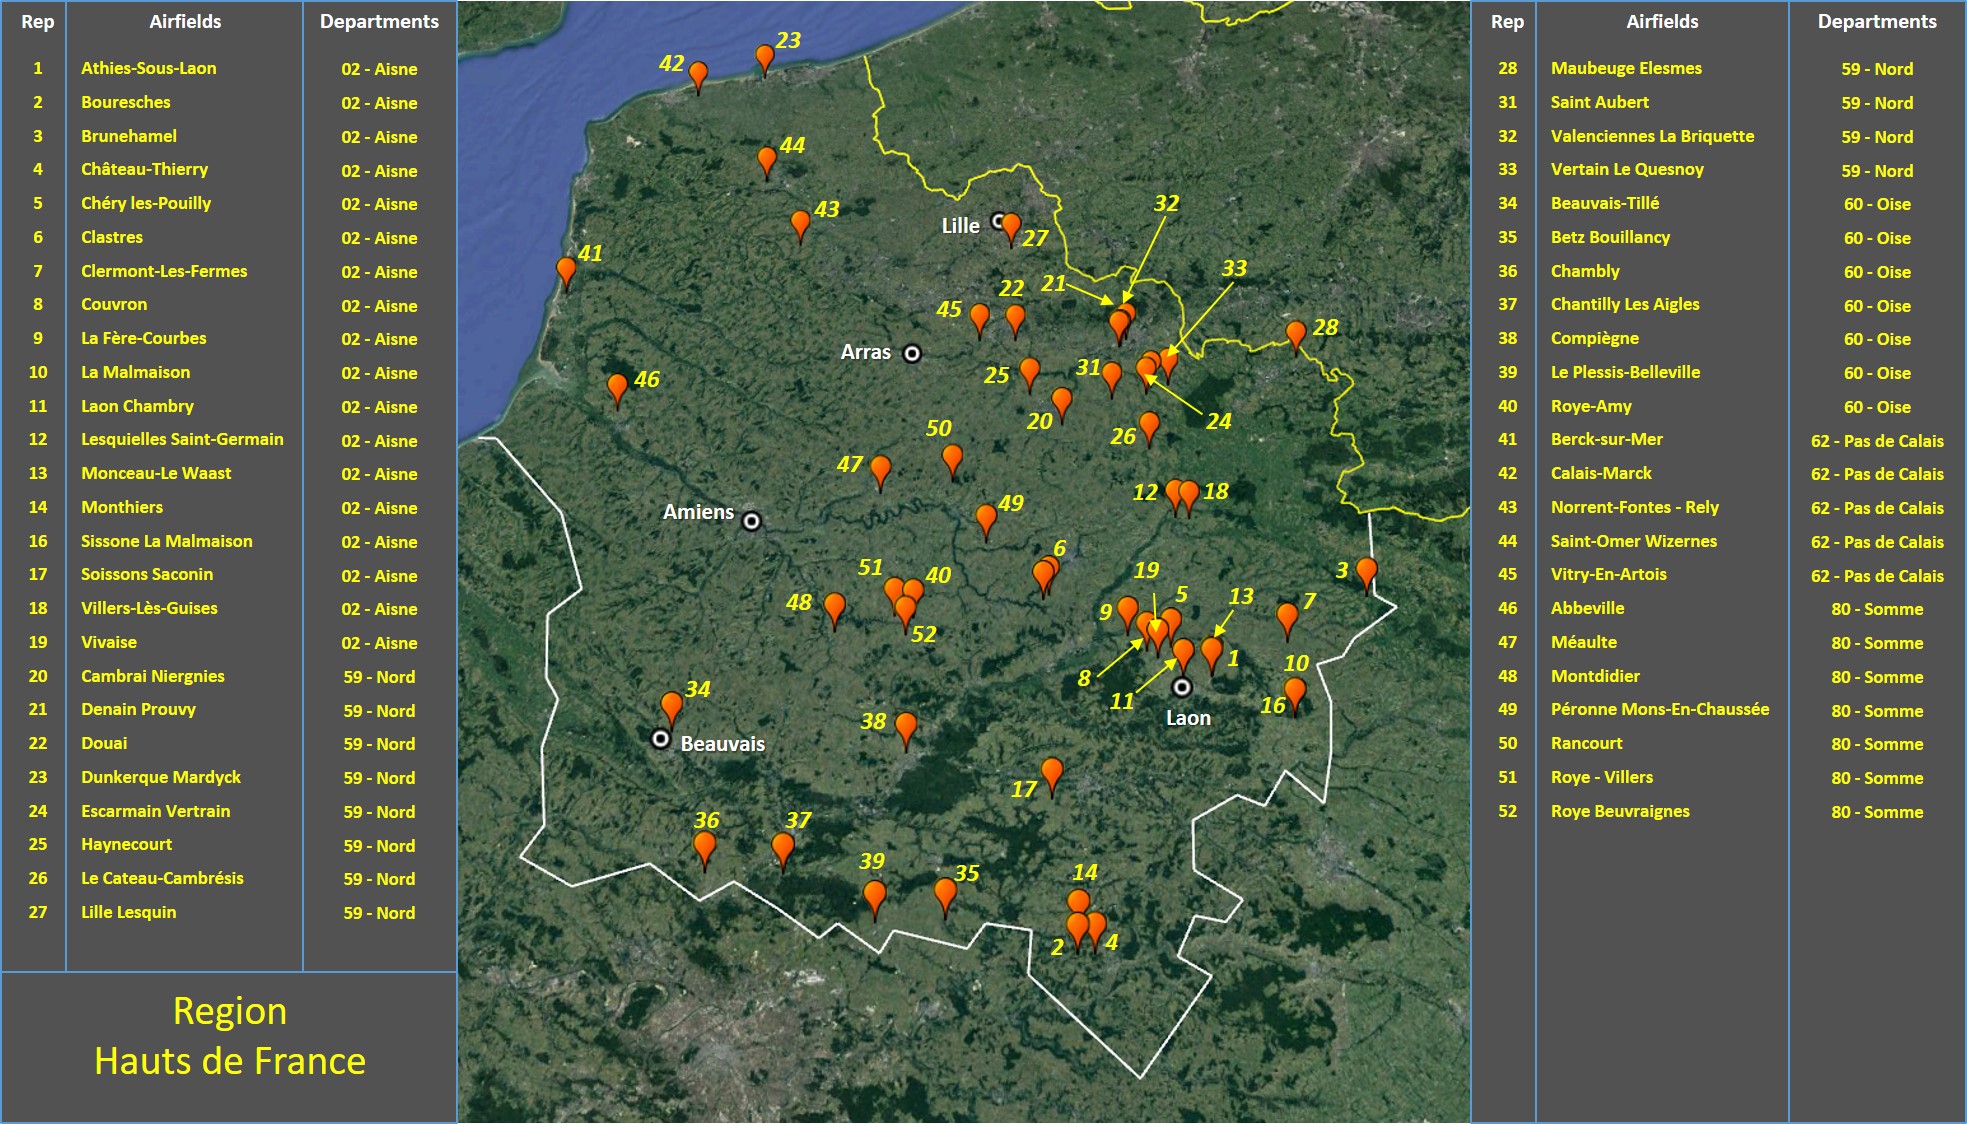 Rep Airfields Departments
1 Athies-Sous-Laon 02 - Aisne
2 Bouresches 02 - Aisne
3 Brunehamel 02 - Aisne
4 Château-Thierry 02 - Aisne
5 Chéry les-Pouilly 02 - Aisne
6 Clastres 02 - Aisne
7 Clermont-Les-Fermes 02 - Aisne
8 Couvron 02 - Aisne
9 La Fère-Courbes 02 - Aisne
10 La Malmaison 02 - Aisne
11 Laon Chambry 02 - Aisne
12 Lesquielles Saint-Germain 02 - Aisne
13 Monceau-Le Waast 02 - Aisne
14 Monthiers 02 - Aisne
16 Sissone La Malmaison 02 - Aisne
17 Soissons Saconin 02 - Aisne
18 Villers-Lès-Guises 02 - Aisne
19 Vivaise 02 - Aisne
20 Cambrai Niergnies 59 - Nord
21 Denain Prouvy 59 - Nord
22 Douai 59 - Nord
23 Dunkerque Mardyck 59 - Nord
24 Escarmain Vertrain 59 - Nord
25 Haynecourt 59 - Nord
26 Le Cateau-Cambrésis 59 - Nord
27 Lille Lesquin 59 - Nord
Region
Hauts de France
23
42
44
43
32
Lille
27
41
33
21
22
45
28
Arras
31
25
46
24
20
26
50
47
12 18
49
Amiens
6
51 40
19
3
48
5
13
9
7
52
1
10
8
34
11
16
Laon
38
Beauvais
17
36
37
39
35
14
2 4
Rep Airfields Departments
28 Maubeuge Elesmes 59 - Nord
31 Saint Aubert 59 - Nord
32 Valenciennes La Briquette 59 - Nord
33 Vertain Le Quesnoy 59 - Nord
34 Beauvais-Tillé 60 - Oise
35 Betz Bouillancy 60 - Oise
36 Chambly 60 - Oise
37 Chantilly Les Aigles 60 - Oise
38 Compiègne 60 - Oise
39 Le Plessis-Belleville 60 - Oise
40 Roye-Amy 60 - Oise
41 Berck-sur-Mer 62 - Pas de Calais
42 Calais-Marck 62 - Pas de Calais
43 Norrent-Fontes - Rely 62 - Pas de Calais
44 Saint-Omer Wizernes 62 - Pas de Calais
45 Vitry-En-Artois 62 - Pas de Calais
46 Abbeville 80 - Somme
47 Méaulte 80 - Somme
48 Montdidier 80 - Somme
49 Péronne Mons-En-Chaussée 80 - Somme
50 Rancourt 80 - Somme
51 Roye - Villers 80 - Somme
52 Roye Beuvraignes 80 - Somme